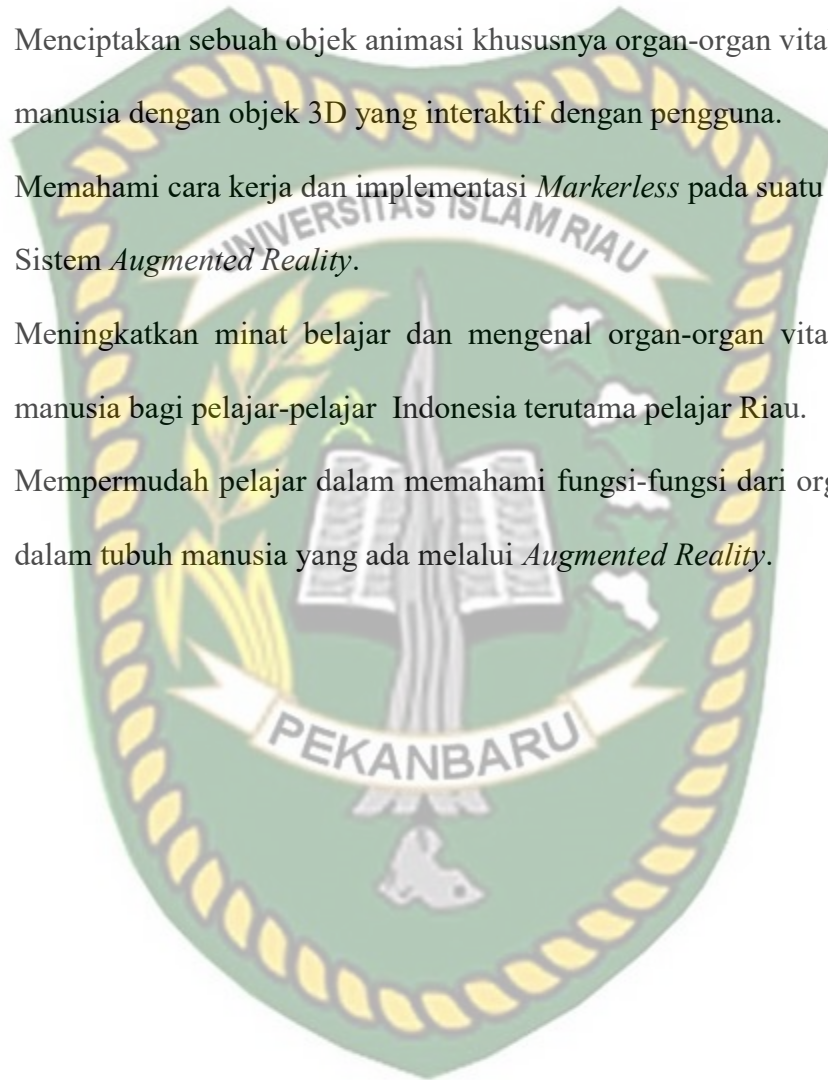 Menciptakan sebuah objek animasi khususnya organ-organ vita
manusia dengan objek 3D yang interaktif dengan pengguna.
Memahami cara kerja dan implementasi Markerless pada suatu
UNIVERSITAS ISLAM RIAU
Sistem Augmented Reality.
Meningkatkan minat belajar dan mengenal organ-organ vita
manusia bagi pelajar-pelajar Indonesia terutama pelajar Riau.
Mempermudah pelajar dalam memahami fungsi-fungsi dari org
dalam tubuh manusia yang ada melalui Augmented Reality.
PEKANBARU